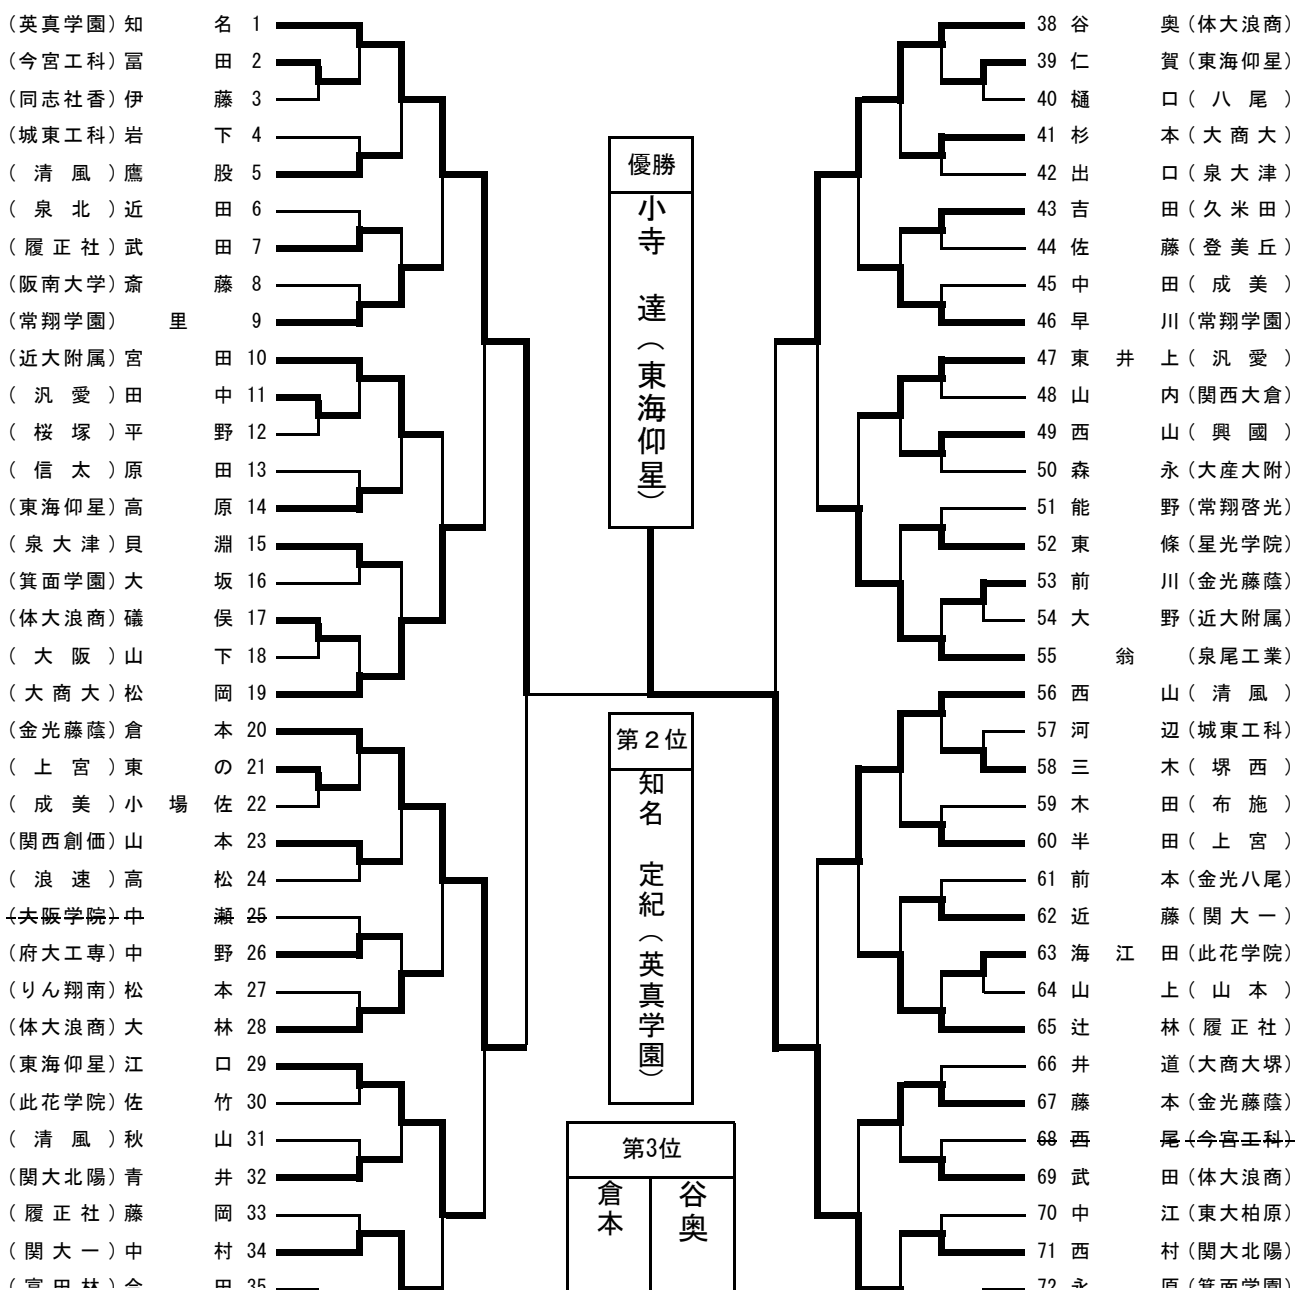 (英真学園) 知名 1
(今宮工科) 冨田 2
(同志社香) 伊藤 3
(城東工科) 岩下 4
(清風) 鷹股 5
(泉北) 近田 6
(履正社) 武田 7
(阪南大学) 斎藤 8
(常翔学園) 里 9
(近大附属) 宮田 10
(汎愛) 田中 11
(桜塚) 平野 12
(信太) 原田 13
(東海仰星) 高原 14
(泉大津) 貝淵 15
(箕面学園) 大坂 16
(体大浪商) 礒俣 17
(大阪) 山下 18
(大商大) 松岡 19
(金光藤蔭) 倉本 20
(上宮) 東の 21
(成美) 小場佐 22
(関西創価) 山本 23
(浪速) 高松 24
(大阪学院) 中瀬 25
(府大工専) 中野 26
(りん翔南) 松本 27
(体大浪商) 大林 28
(東海仰星) 江口 29
(此花学院) 佐竹 30
(清風) 秋山 31
(関大北陽) 青井 32
(履正社) 藤岡 33
(関大一) 中村 34
(富田林) 田 35
優勝
小寺 達(東海仰星)
第2位
知名 定紀(英真学園)
第3位
倉本
谷奥
38 谷奥 (体大浪商)
39 仁賀 (東海仰星)
40 樋口 (八尾)
41 杉本 (大商大)
42 出口 (泉大津)
43 吉田 (久米田)
44 佐藤 (登美丘)
45 中田 (成美)
46 早川 (常翔学園)
47 東井上 (汎愛)
48 山内 (関西大倉)
49 西山 (興國)
50 森永 (大産大附)
51 能野 (常翔啓光)
52 東條 (星光学院)
53 前川 (金光藤蔭)
54 大野 (近大附属)
55 翁 (泉尾工業)
56 西山 (清風)
57 河辺 (城東工科)
58 三木 (堺西)
59 木田 (布施)
60 半田 (上宮)
61 前本 (金光八尾)
62 近藤 (関大一)
63 海江田 (此花学院)
64 山上 (山本)
65 辻林 (履正社)
66 井道 (大商大堺)
67 藤本 (金光藤蔭)
68 西尾 (今宮工科)
69 武田 (体大浪商)
70 中江 (東大柏原)
71 西村 (関大北陽)
72 永原 (箕面学園)